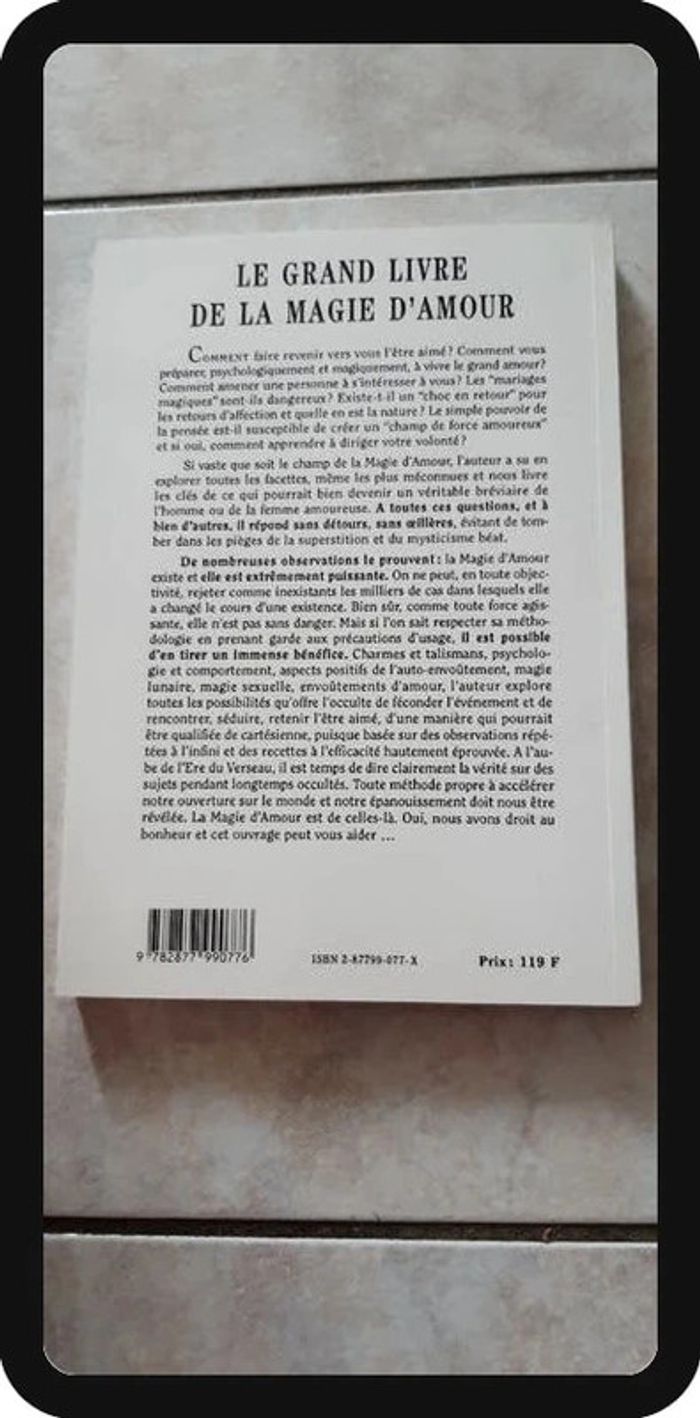 LE GRAND LIVRE
DE LA MAGIE D'AMOUR
COMMENT faire revenir vers vous l'être aimé ? Comment vous
préparer, psychologiquement et magiquement, à vivre le grand amour ?
Comment amener une personne à s'intéresser à vous ? Les "mariages
magiques" sont-ils dangereux ? Existe-t-il un "choc en retour" pour
les retours d'affection et quelle en est la nature ? Le simple pouvoir de
la pensée est-il susceptible de créer un "champ de force amoureux"
et si oui, comment apprendre à diriger votre volonté ?
Si vaste que soit le champ de la Magie d'Amour, l'auteur a su en
explorer toutes les facettes, même les plus méconnues et nous livre
les clés de ce qui pourrait bien devenir un véritable bréviaire de
l'homme ou de la femme amoureuse. A toutes ces questions, et à
bien d'autres, il répond sans détours, sans œillères, évitant de tom-
ber dans les pièges de la superstition et du mysticisme béat.
De nombreuses observations le prouvent : la Magie d'Amour
existe et elle est extrêmement puissante. On ne peut, en toute objec-
tivité, rejeter comme inexistants les milliers de cas dans lesquels elle
a changé le cours d'une existence. Bien sûr, comme toute force agis-
sante, elle n'est pas sans danger. Mais si l'on sait respecter sa métho-
dologie en prenant garde aux précautions d'usage, il est possible
d'en tirer un immense bénéfice. Charmes et talismans, psycholo-
gie et comportement, aspects positifs de l'auto-envoûtement, magie
lunaire, magie sexuelle, envoûtements d'amour, l'auteur explore
toutes les possibilités qu'offre l'occulte de féconder l'événement et de
rencontrer, séduire, retenir l'être aimé, d'une manière qui pourrait
être qualifiée de cartésienne, puisque basée sur des observations répé-
tées à l'infini et des recettes à l'efficacité hautement éprouvée. A l'au-
be de l'Ere du Verseau, il est temps de dire clairement la vérité sur des
sujets pendant longtemps occultés. Toute méthode propre à accélérer
notre ouverture sur le monde et notre épanouissement doit nous être
révélée. La Magie d'Amour est de celles-là. Oui, nous avons droit au
bonheur et cet ouvrage peut vous aider ...
9 782877 990776
ISBN 2-87799-077-X
Prix : 119 F